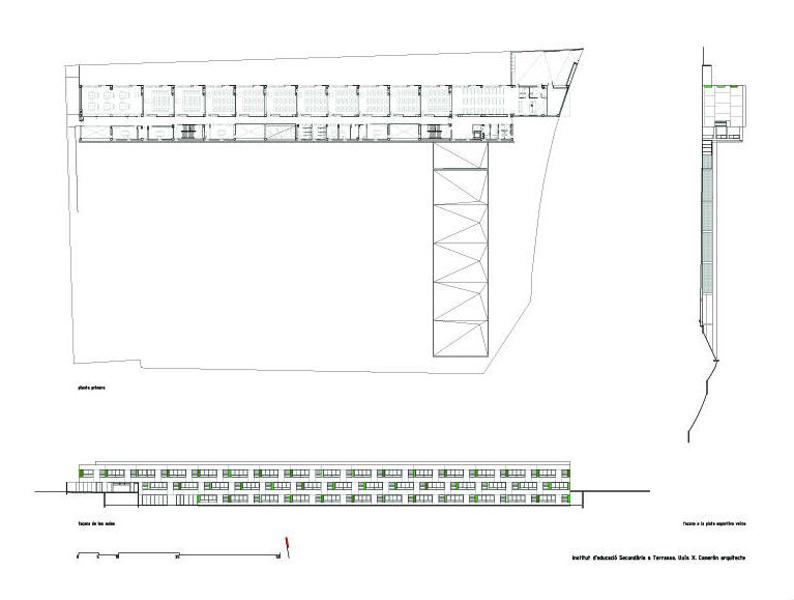 planta primera
façana de les aules
façana a la pista esportiva veïna
Institut d'educació Secundària a Terrassa. Lluís X. Comerón arquitecte